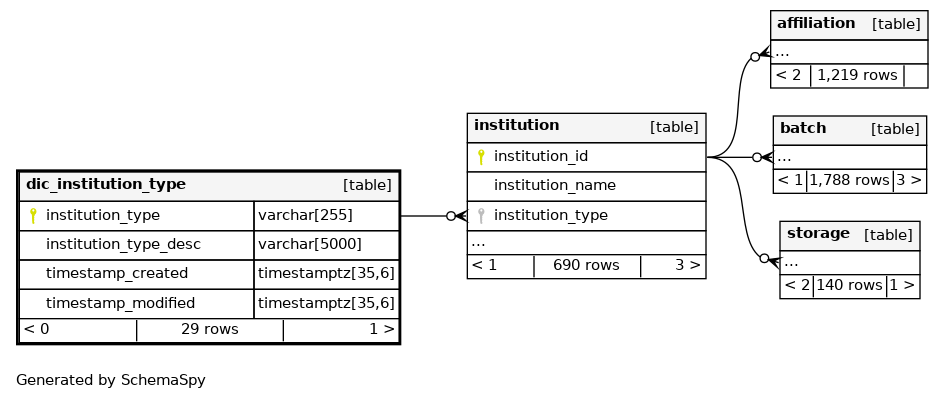 affiliation [table]
...
< 2 1,219 rows
institution [table]
institution_id
institution_name
institution_type
...
< 1 690 rows 3 >
batch [table]
...
< 1 1,788 rows 3 >
dic_institution_type [table]
institution_type varchar[255]
institution_type_desc varchar[5000]
timestamp_created timestamptz[35,6]
timestamp_modified timestamptz[35,6]
< 0 29 rows 1 >
storage [table]
...
< 2 140 rows 1 >
Generated by SchemaSpy